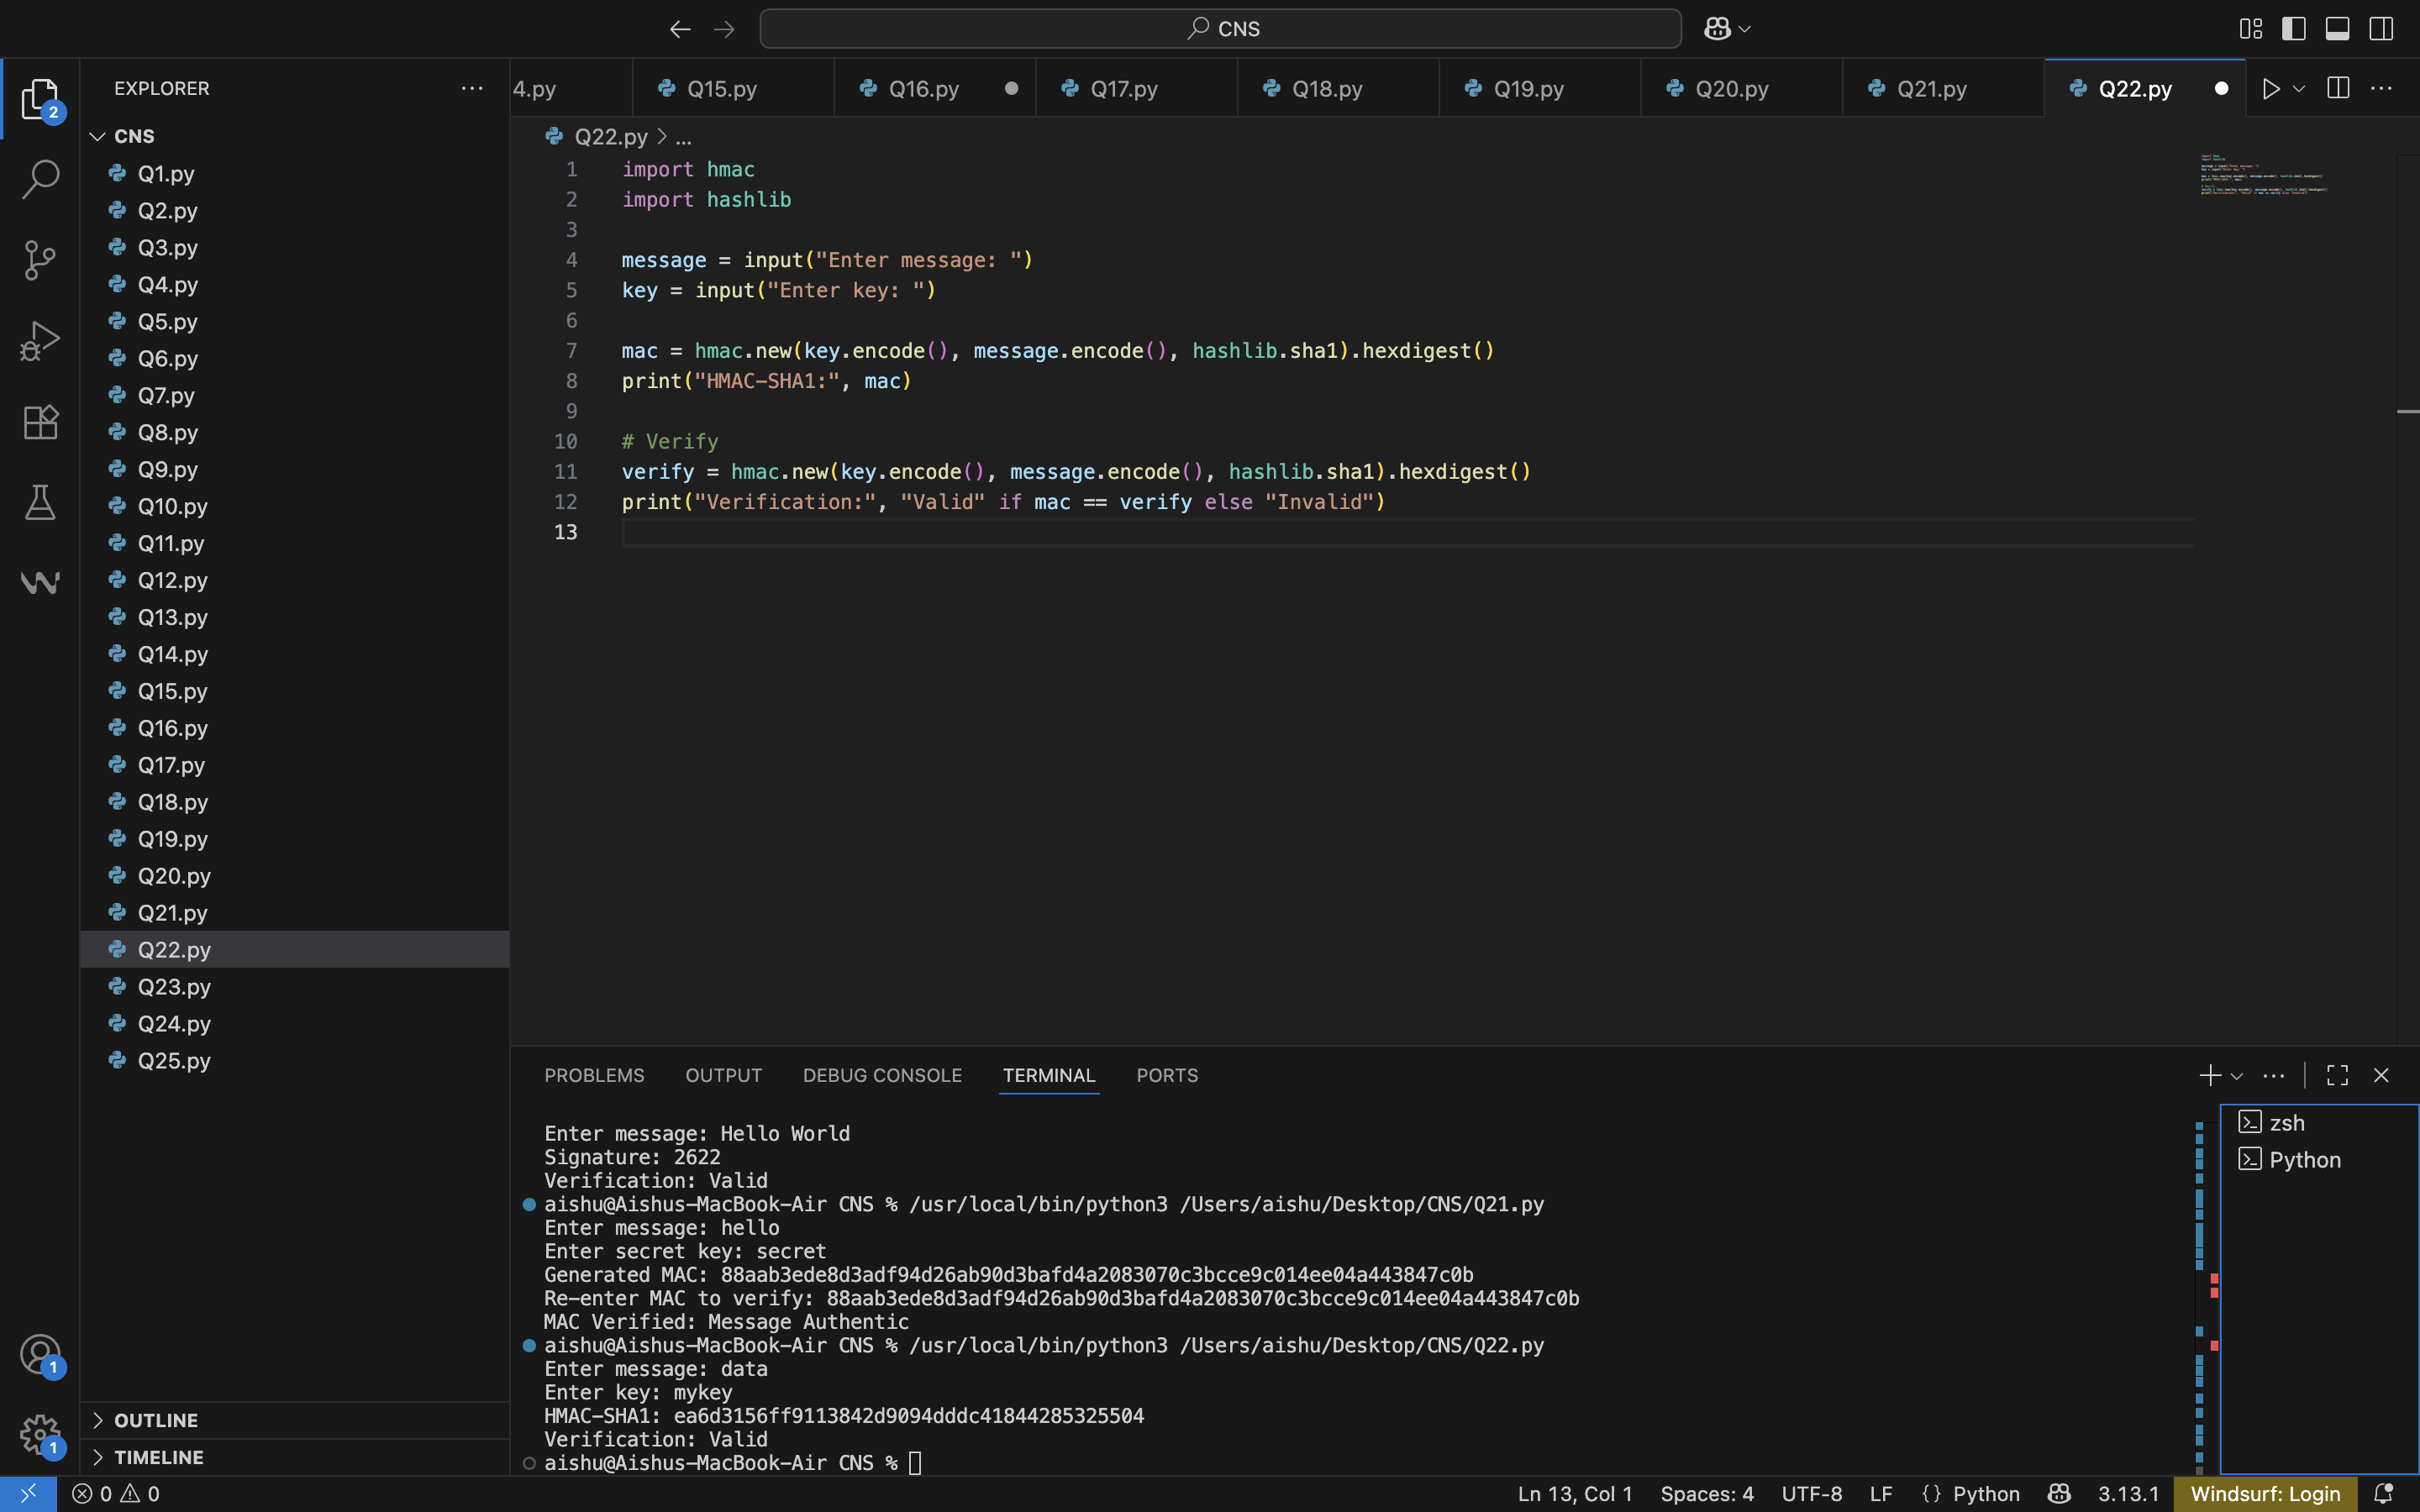 CNS
EXPLORER
4.py
Q15.py
Q16.py
Q17.py
Q18.py
Q19.py
Q20.py
Q21.py
Q22.py
2
CNS
Q1.py
Q2.py
Q3.py
Q4.py
Q5.py
Q6.py
Q7.py
Q8.py
Q9.py
Q10.py
Q11.py
Q12.py
Q13.py
Q14.py
Q15.py
Q16.py
Q17.py
Q18.py
Q19.py
Q20.py
Q21.py
Q22.py
Q23.py
Q24.py
Q25.py
OUTLINE
TIMELINE
1
1
Q22.py > ...
1 import hmac
2 import hashlib
3
4 message = input("Enter message: ")
5 key = input("Enter key: ")
6
7 mac = hmac.new(key.encode(), message.encode(), hashlib.sha1).hexdigest()
8 print("HMAC-SHA1:", mac)
9
10 # Verify
11 verify = hmac.new(key.encode(), message.encode(), hashlib.sha1).hexdigest()
12 print("Verification:", "Valid" if mac == verify else "Invalid")
13
PROBLEMS OUTPUT DEBUG CONSOLE TERMINAL PORTS
Enter message: Hello World
Signature: 2622
Verification: Valid
aishu@Aishus-MacBook-Air CNS % /usr/local/bin/python3 /Users/aishu/Desktop/CNS/Q21.py
Enter message: hello
Enter secret key: secret
Generated MAC: 88aab3ede8d3adf94d26ab90d3bafd4a2083070c3bcce9c014ee04a443847c0b
Re-enter MAC to verify: 88aab3ede8d3adf94d26ab90d3bafd4a2083070c3bcce9c014ee04a443847c0b
MAC Verified: Message Authentic
aishu@Aishus-MacBook-Air CNS % /usr/local/bin/python3 /Users/aishu/Desktop/CNS/Q22.py
Enter message: data
Enter key: mykey
HMAC-SHA1: ea6d3156ff9113842d9094dddc41844285325504
Verification: Valid
aishu@Aishus-MacBook-Air CNS %
zsh
Python
0 0
Ln 13, Col 1 Spaces: 4 UTF-8 LF {} Python 3.13.1 Windsurf: Login